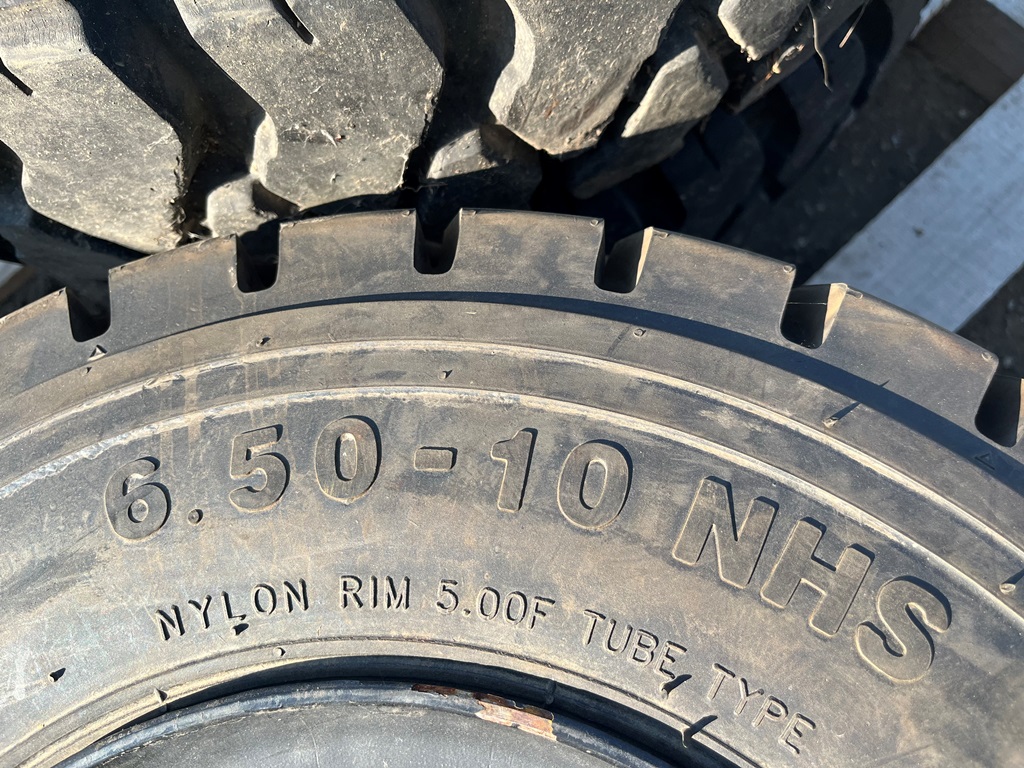 6.50-10 NHS
NYLON RIM 5.00F TUBE TYPE